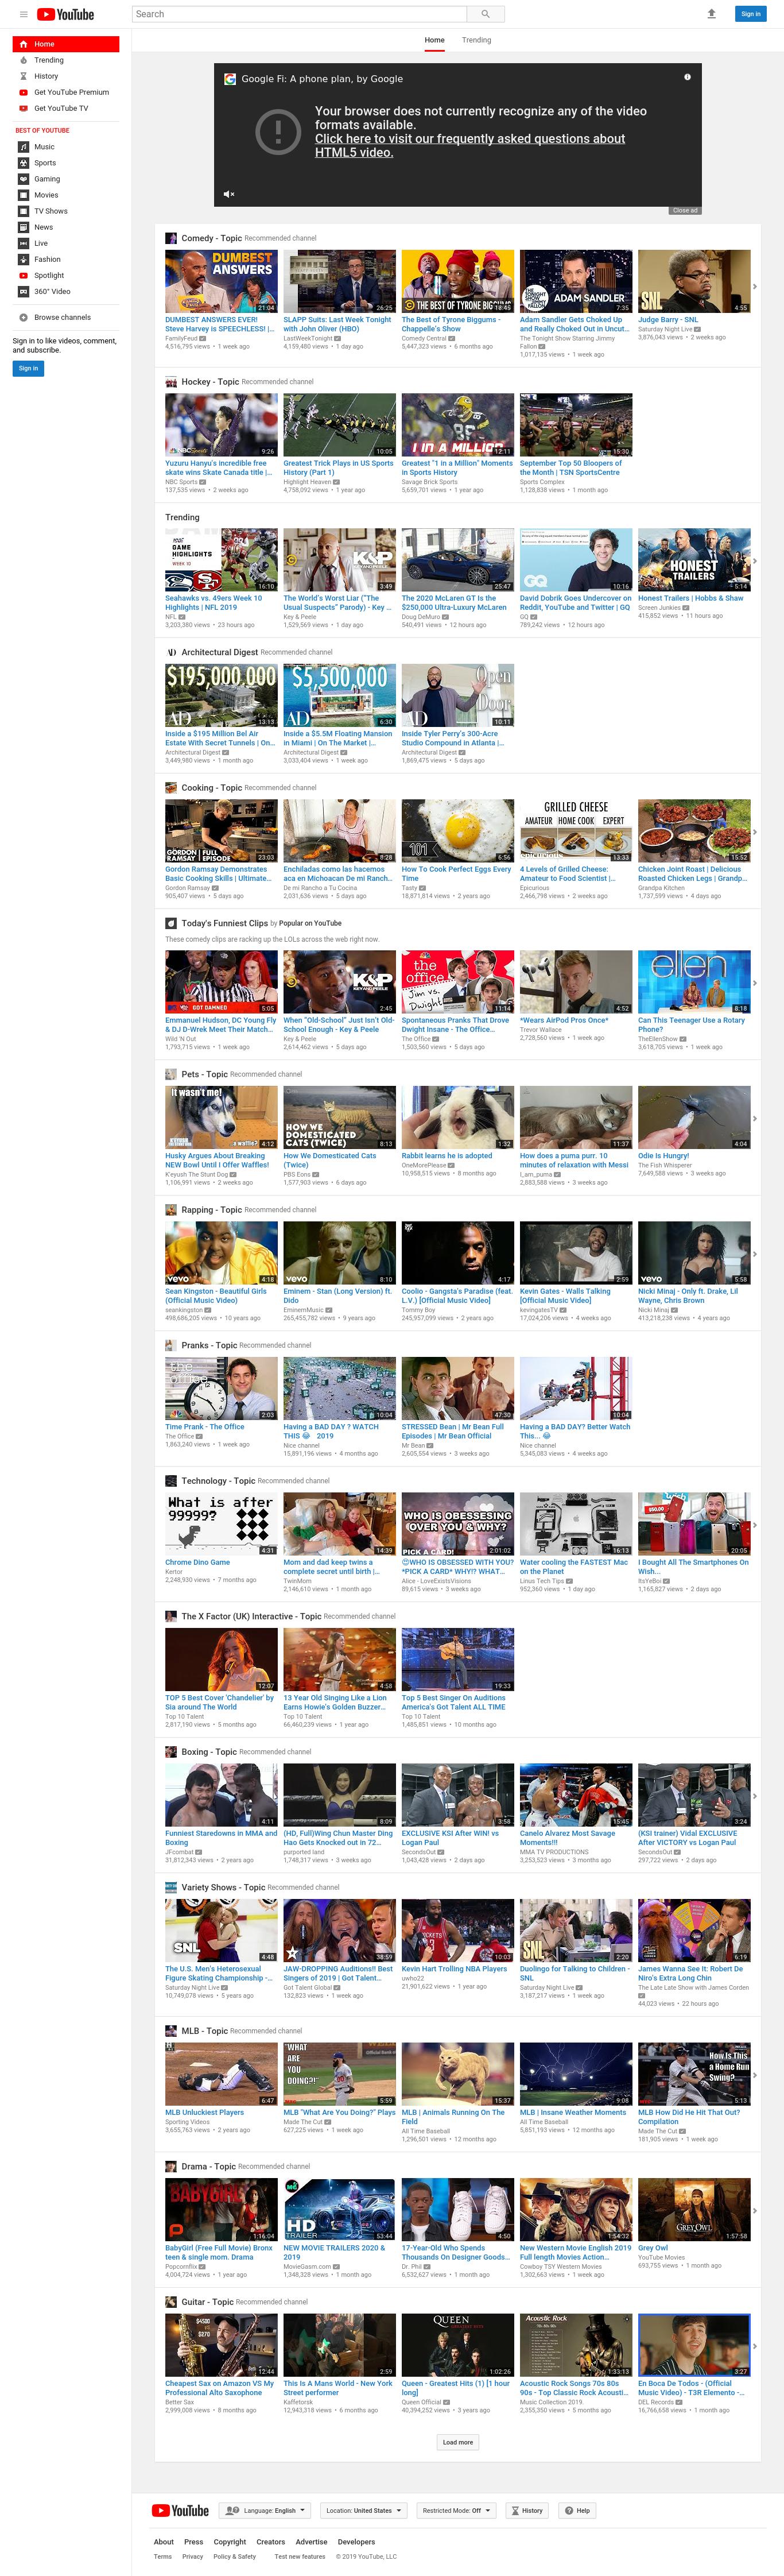 YouTube
Search
Sign in
Home
Trending
History
Get YouTube Premium
Get YouTube TV
BEST OF YOUTUBE
Music
Sports
Gaming
Movies
TV Shows
News
Live
Fashion
Spotlight
360° Video
Browse channels
Sign in to like videos, comment,
and subscribe.
Sign in
Home Trending
Google Fi: A phone plan, by Google
Your browser does not currently recognize any of the video
formats available.
Click here to visit our frequently asked questions about
HTML5 video.
Close ad
Comedy - Topic Recommended channel
DUMBEST ANSWERS EVER!
Steve Harvey is SPEECHLESS! |...
FamilyFeud
4,516,795 views • 1 week ago
SLAPP Suits: Last Week Tonight
with John Oliver (HBO)
LastWeekTonight
4,159,480 views • 1 day ago
The Best of Tyrone Biggums -
Chappelle's Show
Comedy Central
5,447,323 views • 6 months ago
Adam Sandler Gets Choked Up
and Really Choked Out in Uncut...
The Tonight Show Starring Jimmy
Fallon
1,017,135 views • 1 week ago
Judge Barry - SNL
Saturday Night Live
3,876,043 views • 2 weeks ago
Hockey - Topic Recommended channel
Yuzuru Hanyu's incredible free
skate wins Skate Canada title |...
NBC Sports
137,535 views • 2 weeks ago
Greatest Trick Plays in US Sports
History (Part 1)
Highlight Heaven
4,758,092 views • 1 year ago
Greatest "1 in a Million" Moments
in Sports History
Savage Brick Sports
5,659,701 views • 1 year ago
September Top 50 Bloopers of
the Month | TSN SportsCentre
Sports Complex
1,128,838 views • 1 month ago
Trending
Seahawks vs. 49ers Week 10
Highlights | NFL 2019
NFL
3,203,380 views • 23 hours ago
The World's Worst Liar ("The
Usual Suspects" Parody) - Key ...
Key & Peele
1,529,569 views • 1 day ago
The 2020 McLaren GT Is the
$250,000 Ultra-Luxury McLaren
Doug DeMuro
540,491 views • 12 hours ago
David Dobrik Goes Undercover on
Reddit, YouTube and Twitter | GQ
GQ
789,242 views • 12 hours ago
Honest Trailers | Hobbs & Shaw
Screen Junkies
415,852 views • 11 hours ago
Architectural Digest Recommended channel
Inside a $195 Million Bel Air
Estate With Secret Tunnels | On...
Architectural Digest
3,449,980 views • 1 month ago
Inside a $5.5M Floating Mansion
in Miami | On The Market |...
Architectural Digest
3,033,404 views • 1 week ago
Inside Tyler Perry's 300-Acre
Studio Compound in Atlanta |...
Architectural Digest
1,869,475 views • 5 days ago
Cooking - Topic Recommended channel
Gordon Ramsay Demonstrates
Basic Cooking Skills | Ultimate...
Gordon Ramsay
905,407 views • 5 days ago
Enchiladas como las hacemos
aca en Michoacan De mi Ranch...
De mi Rancho a Tu Cocina
2,031,636 views • 5 days ago
How To Cook Perfect Eggs Every
Time
Tasty
18,871,814 views • 2 years ago
4 Levels of Grilled Cheese:
Amateur to Food Scientist |...
Epicurious
2,466,798 views • 2 weeks ago
Chicken Joint Roast | Delicious
Roasted Chicken Legs | Grandp...
Grandpa Kitchen
1,737,599 views • 4 days ago
Today's Funniest Clips by Popular on YouTube
These comedy clips are racking up the LOLs across the web right now.
Emmanuel Hudson, DC Young Fly
& DJ D-Wrek Meet Their Match...
Wild 'N Out
1,793,715 views • 1 week ago
When "Old-School" Just Isn't Old-
School Enough - Key & Peele
Key & Peele
2,614,462 views • 5 days ago
Spontaneous Pranks That Drove
Dwight Insane - The Office...
The Office
1,503,560 views • 5 days ago
*Wears AirPod Pros Once*
Trevor Wallace
2,728,560 views • 1 week ago
Can This Teenager Use a Rotary
Phone?
TheEllenShow
3,618,705 views • 1 week ago
Pets - Topic Recommended channel
Husky Argues About Breaking
NEW Bowl Until I Offer Waffles!
K'eyush The Stunt Dog
1,106,991 views • 2 weeks ago
How We Domesticated Cats
(Twice)
PBS Eons
1,577,903 views • 6 days ago
Rabbit learns he is adopted
OneMorePlease
10,958,515 views • 8 months ago
How does a puma purr. 10
minutes of relaxation with Messi
I_am_puma
2,883,588 views • 3 weeks ago
Odie Is Hungry!
The Fish Whisperer
7,649,588 views • 3 weeks ago
Rapping - Topic Recommended channel
Sean Kingston - Beautiful Girls
(Official Music Video)
seankingston
498,686,205 views • 10 years ago
Eminem - Stan (Long Version) ft.
Dido
EminemMusic
265,455,782 views • 9 years ago
Coolio - Gangsta's Paradise (feat.
L.V.) [Official Music Video]
Tommy Boy
245,957,099 views • 2 years ago
Kevin Gates - Walls Talking
[Official Music Video]
kevingatesTV
17,024,206 views • 4 weeks ago
Nicki Minaj - Only ft. Drake, Lil
Wayne, Chris Brown
Nicki Minaj
413,218,238 views • 4 years ago
Pranks - Topic Recommended channel
Time Prank - The Office
The Office
1,863,240 views • 1 week ago
Having a BAD DAY ? WATCH
THIS 😂 2019
Nice channel
15,891,196 views • 4 months ago
STRESSED Bean | Mr Bean Full
Episodes | Mr Bean Official
Mr Bean
2,605,554 views • 3 weeks ago
Having a BAD DAY? Better Watch
This... 😂
Nice channel
5,345,083 views • 4 weeks ago
Technology - Topic Recommended channel
Chrome Dino Game
Kertor
2,248,930 views • 7 months ago
Mom and dad keep twins a
complete secret until birth |...
TwinMom
2,146,610 views • 1 month ago
😍WHO IS OBSESSED WITH YOU?
*PICK A CARD* WHY!? WHAT...
Alice - LoveExistsVisions
89,615 views • 3 weeks ago
Water cooling the FASTEST Mac
on the Planet
Linus Tech Tips
952,360 views • 1 day ago
I Bought All The Smartphones On
Wish...
ItsYeBoi
1,165,827 views • 2 days ago
The X Factor (UK) Interactive - Topic Recommended channel
TOP 5 Best Cover 'Chandelier' by
Sia around The World
Top 10 Talent
2,817,190 views • 5 months ago
13 Year Old Singing Like a Lion
Earns Howie's Golden Buzzer...
Top 10 Talent
66,460,239 views • 1 year ago
Top 5 Best Singer On Auditions
America's Got Talent ALL TIME
Top 10 Talent
1,485,851 views • 10 months ago
Boxing - Topic Recommended channel
Funniest Staredowns in MMA and
Boxing
JFcombat
31,812,343 views • 2 years ago
(HD, Full)Wing Chun Master Ding
Hao Gets Knocked out in 72...
purported land
1,748,317 views • 3 weeks ago
EXCLUSIVE KSI After WIN! vs
Logan Paul
SecondsOut
1,043,428 views • 2 days ago
Canelo Alvarez Most Savage
Moments!!!
MMA TV PRODUCTIONS
3,253,523 views • 3 months ago
(KSI trainer) Vidal EXCLUSIVE
After VICTORY vs Logan Paul
SecondsOut
297,722 views • 2 days ago
Variety Shows - Topic Recommended channel
The U.S. Men's Heterosexual
Figure Skating Championship -...
Saturday Night Live
10,749,078 views • 5 years ago
JAW-DROPPING Auditions!! Best
Singers of 2019 | Got Talent...
Got Talent Global
132,823 views • 1 week ago
Kevin Hart Trolling NBA Players
uwho22
21,901,622 views • 1 year ago
Duolingo for Talking to Children -
SNL
Saturday Night Live
3,187,217 views • 1 week ago
James Wanna See It: Robert De
Niro's Extra Long Chin
The Late Late Show with James Corden
44,023 views • 22 hours ago
MLB - Topic Recommended channel
MLB Unluckiest Players
Sporting Videos
3,655,763 views • 2 years ago
MLB "What Are You Doing?" Plays
Made The Cut
627,225 views • 1 week ago
MLB | Animals Running On The
Field
All Time Baseball
1,296,501 views • 12 months ago
MLB | Insane Weather Moments
All Time Baseball
5,851,193 views • 12 months ago
MLB How Did He Hit That Out?
Compilation
Made The Cut
181,905 views • 1 week ago
Drama - Topic Recommended channel
BabyGirl (Free Full Movie) Bronx
teen & single mom. Drama
Popcornflix
4,004,724 views • 1 year ago
NEW MOVIE TRAILERS 2020 &
2019
MovieGasm.com
1,348,328 views • 1 month ago
17-Year-Old Who Spends
Thousands On Designer Goods...
Dr. Phil
6,532,627 views • 1 month ago
New Western Movie English 2019
Full length Movies Action...
Cowboy TSY Western Movies
1,302,663 views • 1 week ago
Grey Owl
YouTube Movies
693,755 views • 1 month ago
Guitar - Topic Recommended channel
Cheapest Sax on Amazon VS My
Professional Alto Saxophone
Better Sax
2,999,008 views • 8 months ago
This Is A Mans World - New York
Street performer
Kaffetorsk
12,943,318 views • 6 months ago
Queen - Greatest Hits (1) [1 hour
long]
Queen Official
40,394,252 views • 3 years ago
Acoustic Rock Songs 70s 80s
90s - Top Classic Rock Acousti...
Music Collection 2019.
2,355,350 views • 5 months ago
En Boca De Todos - (Official
Music Video) - T3R Elemento -...
DEL Records
16,766,658 views • 1 month ago
Load more
YouTube
Language: English
Location: United States
Restricted Mode: Off
History
Help
About Press Copyright Creators Advertise Developers
Terms Privacy Policy & Safety Test new features © 2019 YouTube, LLC